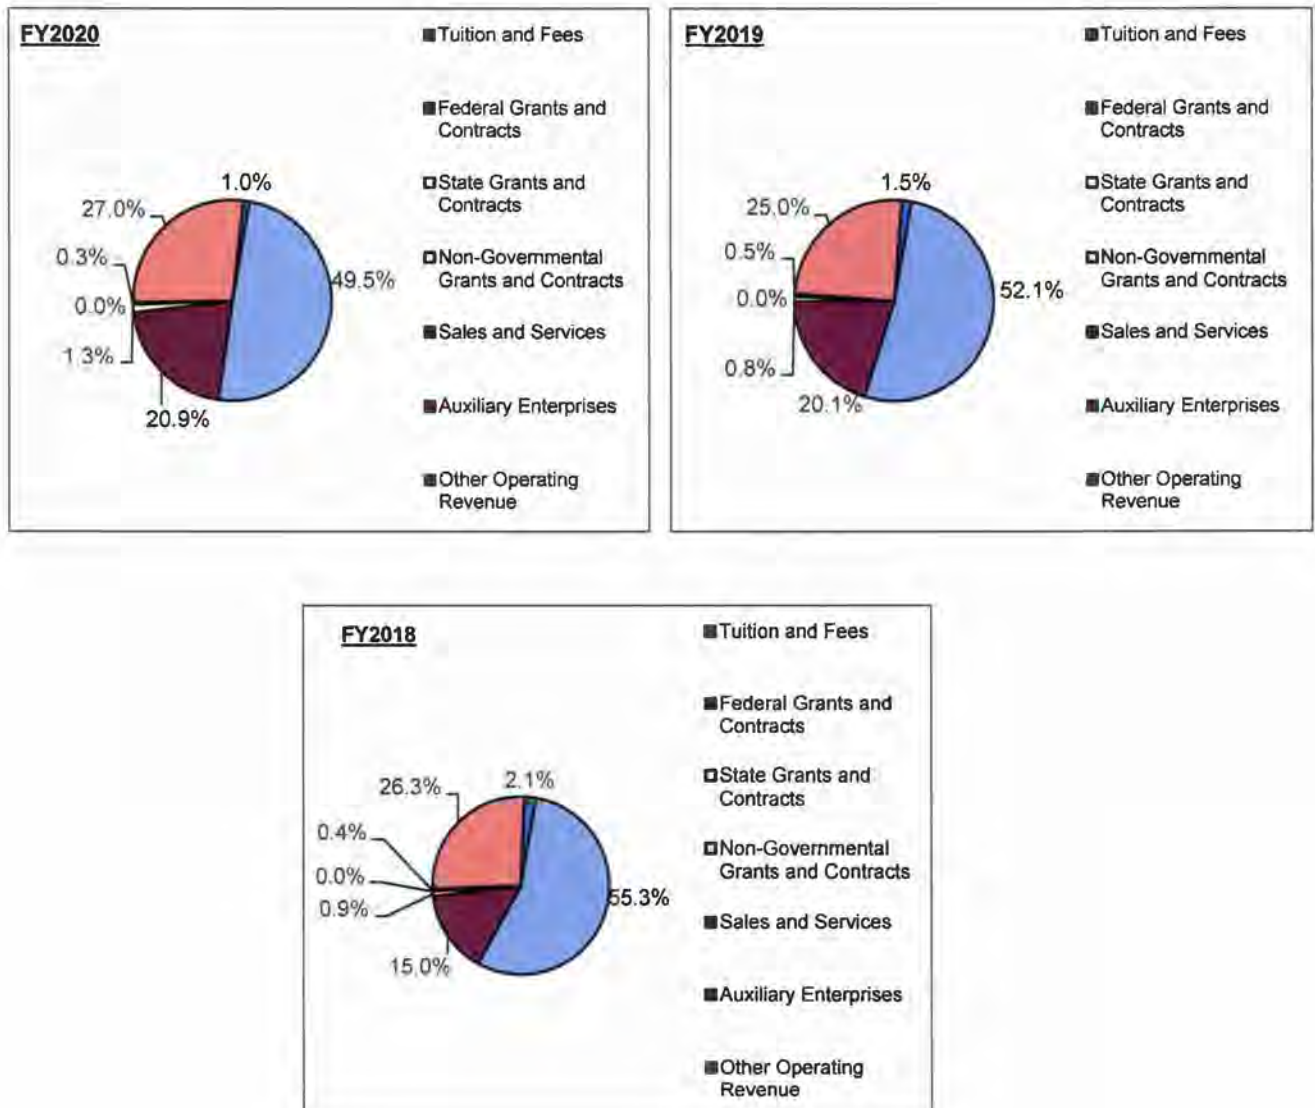 FY2020
Tuition and Fees
Federal Grants and
Contracts
State Grants and
Contracts
Non-Governmental
Grants and Contracts
Sales and Services
Auxiliary Enterprises
Other Operating
Revenue
1.0%
27.0%
0.3%
49.5%
0.0%
1.3%
20.9%
FY2019
Tuition and Fees
Federal Grants and
Contracts
State Grants and
Contracts
Non-Governmental
Grants and Contracts
Sales and Services
Auxiliary Enterprises
Other Operating
Revenue
1.5%
25.0%
0.5%
52.1%
0.0%
0.8%
20.1%
FY2018
Tuition and Fees
Federal Grants and
Contracts
State Grants and
Contracts
Non-Governmental
Grants and Contracts
Sales and Services
Auxiliary Enterprises
Other Operating
Revenue
2.1%
26.3%
0.4%
0.0%
55.3%
0.9%
15.0%